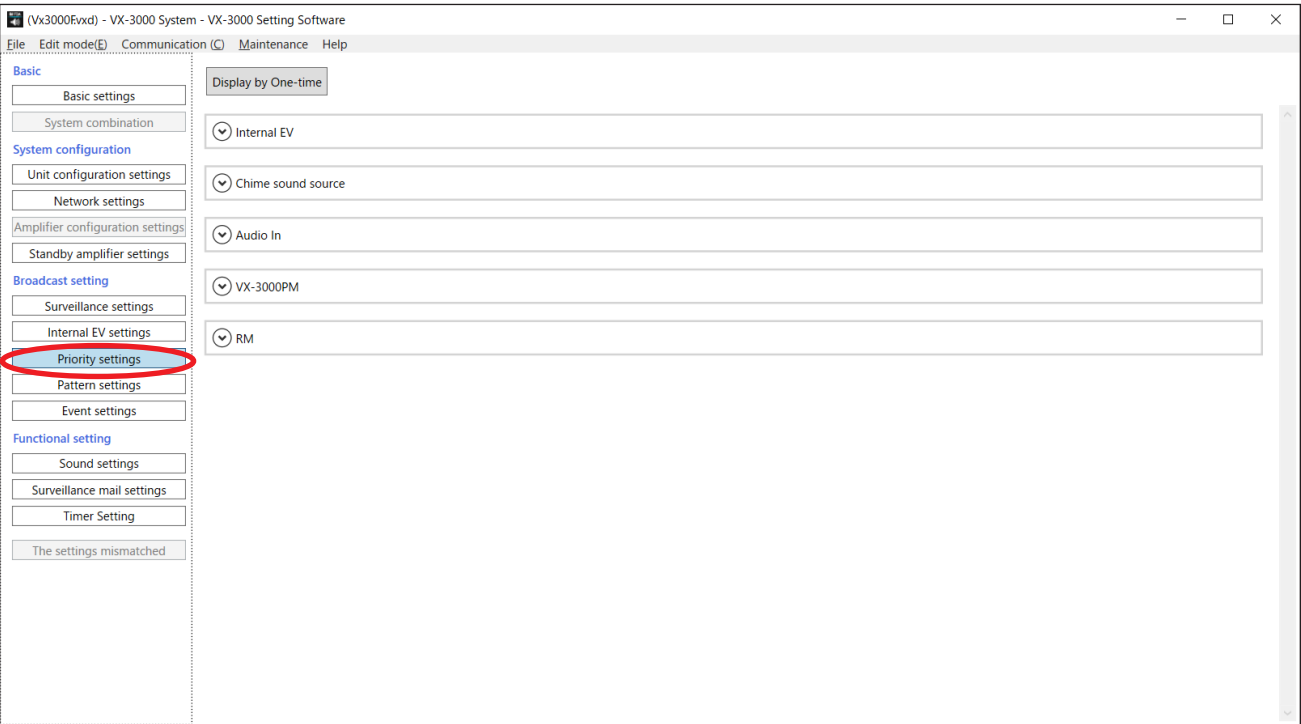 (Vx3000F.vxd) - VX-3000 System - VX-3000 Setting Software
File Edit mode(E) Communication (C) Maintenance Help
Basic
Basic settings
System combination
System configuration
Unit configuration settings
Network settings
Amplifier configuration settings
Standby amplifier settings
Broadcast setting
Surveillance settings
Internal EV settings
Priority settings
Pattern settings
Event settings
Functional setting
Sound settings
Surveillance mail settings
Timer Setting
The settings mismatched
Display by One-time
Internal EV
Chime sound source
Audio In
VX-3000PM
RM